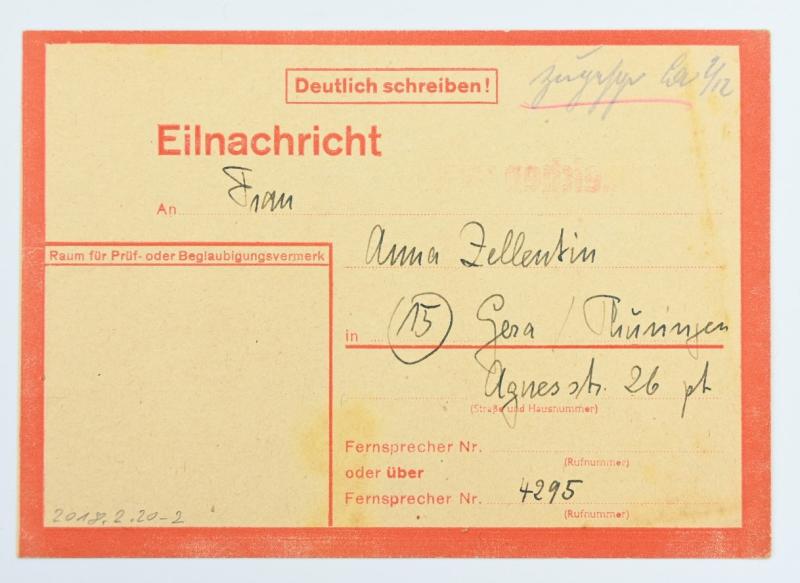 Deutlich schreiben!
Eilnachricht
An Frau
Anna Zellentin
Raum für Prüf- oder Beglaubigungsvermerk
in (15) Gera / Thüringen
Agnesstr. 26 pt
(Straße und Hausnummer)
Fernsprecher Nr.
(Rufnummer)
oder über
Fernsprecher Nr. 4295
(Rufnummer)
2018.2.20-2